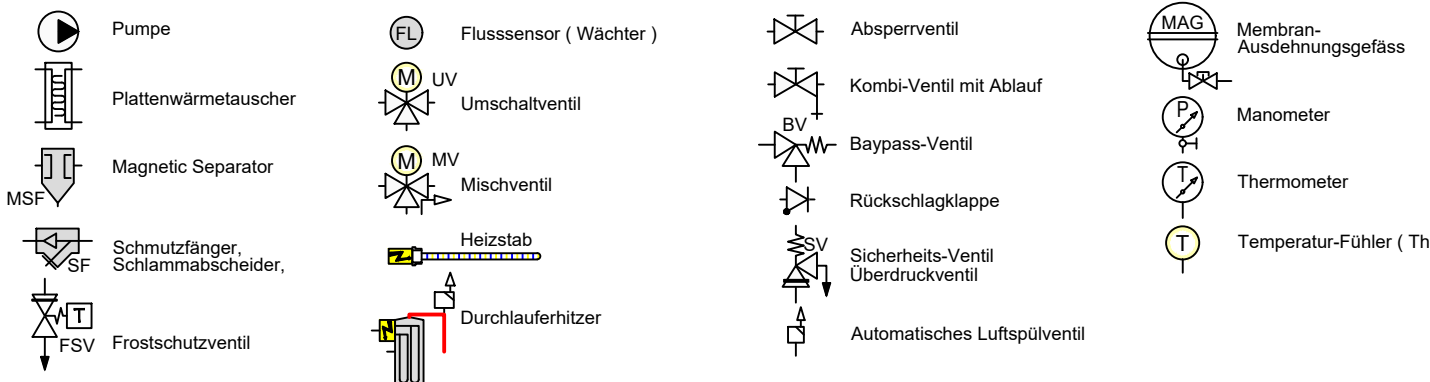 Pumpe
Plattenwärmetauscher
Magnetic Separator
MSF
Schmutzfänger,
Schlammabscheider,
SF
T
FSV
Frostschutzventil
FL
Flusssensor ( Wächter )
M
UV
Umschaltventil
M
MV
Mischventil
Heizstab
Durchlauferhitzer
Absperrventil
Kombi-Ventil mit Ablauf
BV
Baypass-Ventil
Rückschlagklappe
SV
Sicherheits-Ventil
Überdruckventil
Automatisches Luftspülventil
MAG
Membran-
Ausdehnungsgefäss
P
Manometer
T
Thermometer
T
Temperatur-Fühler ( Th